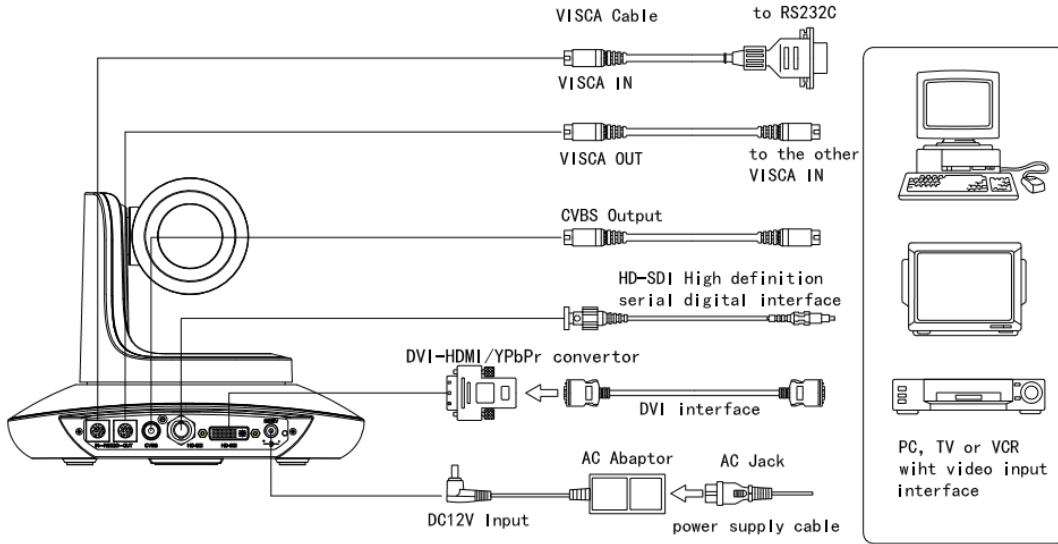 VISCA Cable
to RS232C
VISCA IN
VISCA OUT
to the other
VISCA IN
CVBS Output
HD-SDI High definition
serial digital interface
DVI-HDMI/YPbPr convertor
DVI interface
AC Abaptor
AC Jack
DC12V Input
power supply cable
PC, TV or VCR
wiht video input
interface
CVBS
HD-SDI
HD-SDI